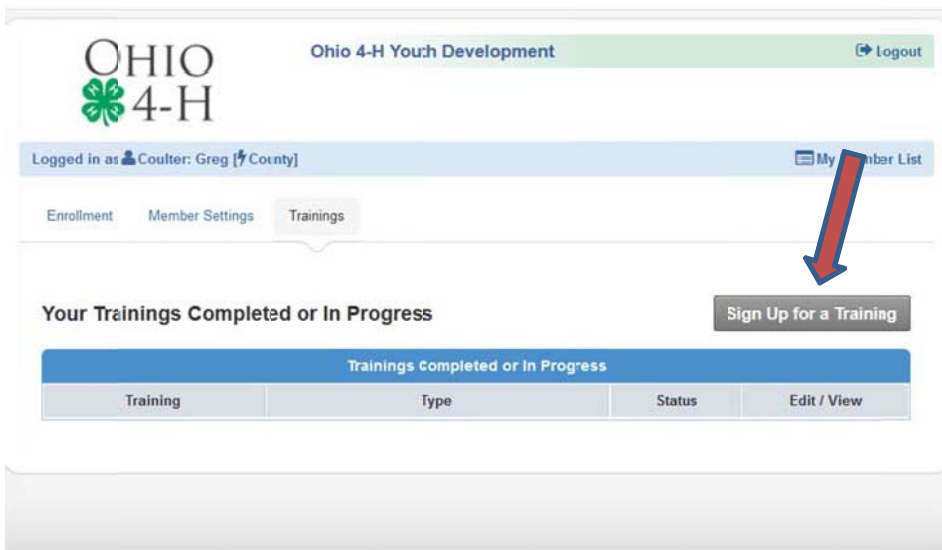 OHIO
4-H
Ohio 4-H Youth Development
Logout
Logged in as Coulter: Greg [County]
My
mber List
Enrollment Member Settings Trainings
Your Trainings Completed or In Progress
Sign Up for a Training
Trainings Completed or In Progress
Training Type Status Edit / View